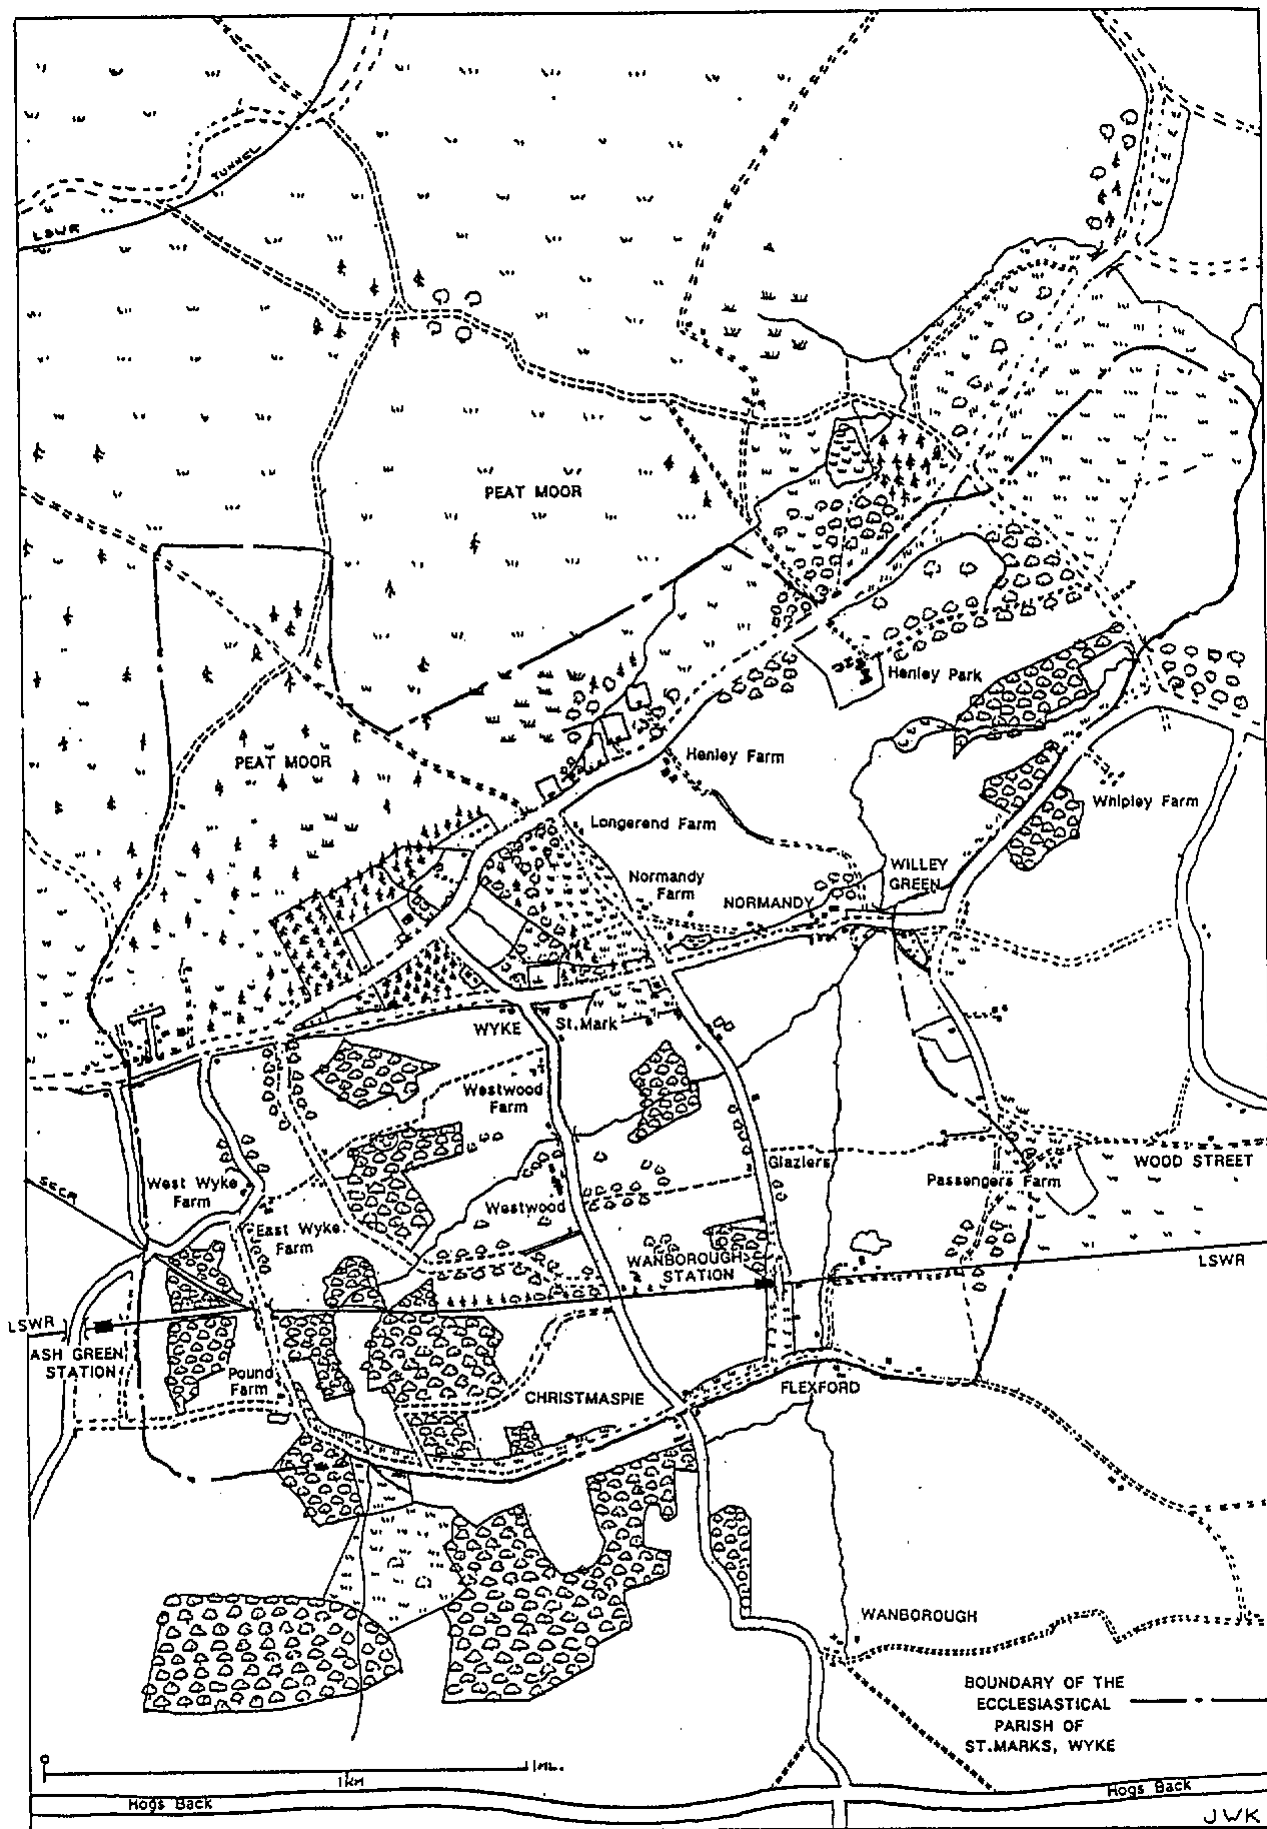 TUNNEL
LSWR
PEAT MOOR
Henley Park
PEAT MOOR
Henley Farm
Whipley Farm
Longerend Farm
WILLEY
GREEN
Normandy
Farm
NORMANDY
WYKE
St.Mark
Westwood
Farm
Glaziers
WOOD STREET
SECR
West Wyke
Farm
Passengers Farm
Westwood
East Wyke
Farm
WANBOROUGH
STATION
LSWR
LSWR
ASH GREEN
STATION
Pound
Farm
CHRISTMASPIE
FLEXFORD
WANBOROUGH
BOUNDARY OF THE
ECCLESIASTICAL
PARISH OF
ST.MARKS, WYKE
0
1KM
1ML.
Hogs Back
Hogs Back
JWK